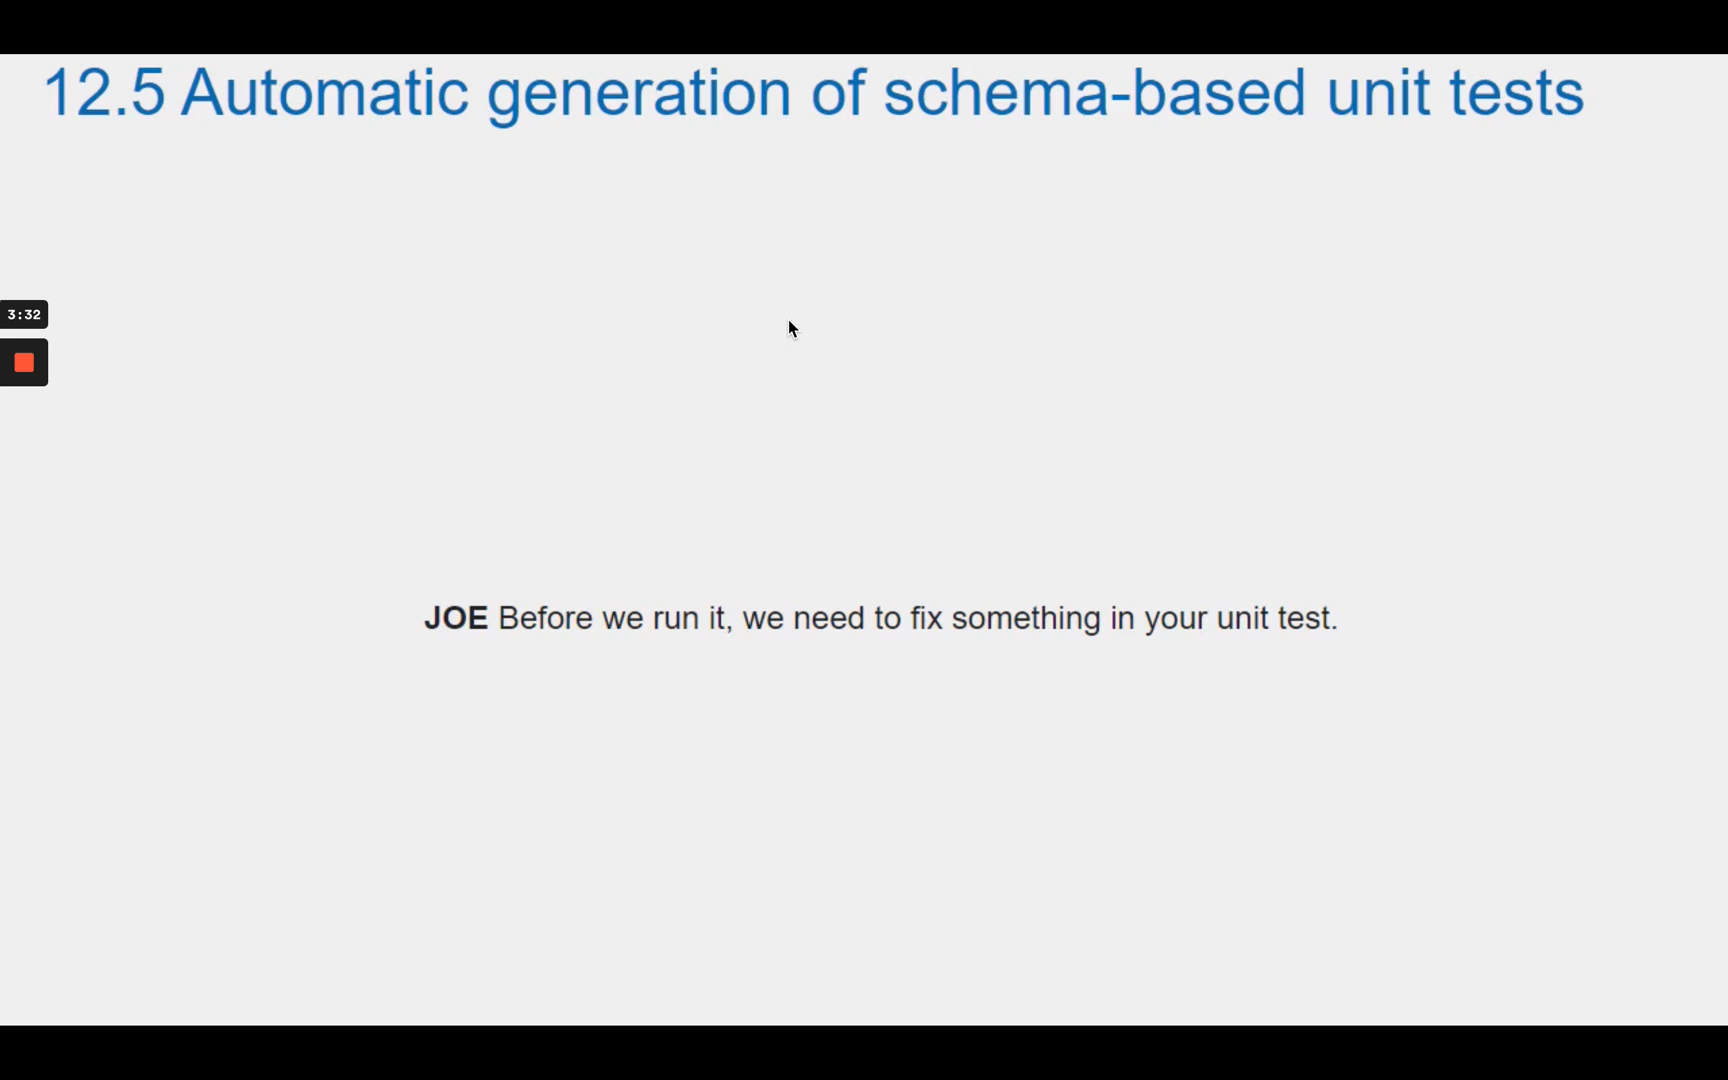 12.5 Automatic generation of schema-based unit tests
3:32
JOE Before we run it, we need to fix something in your unit test.